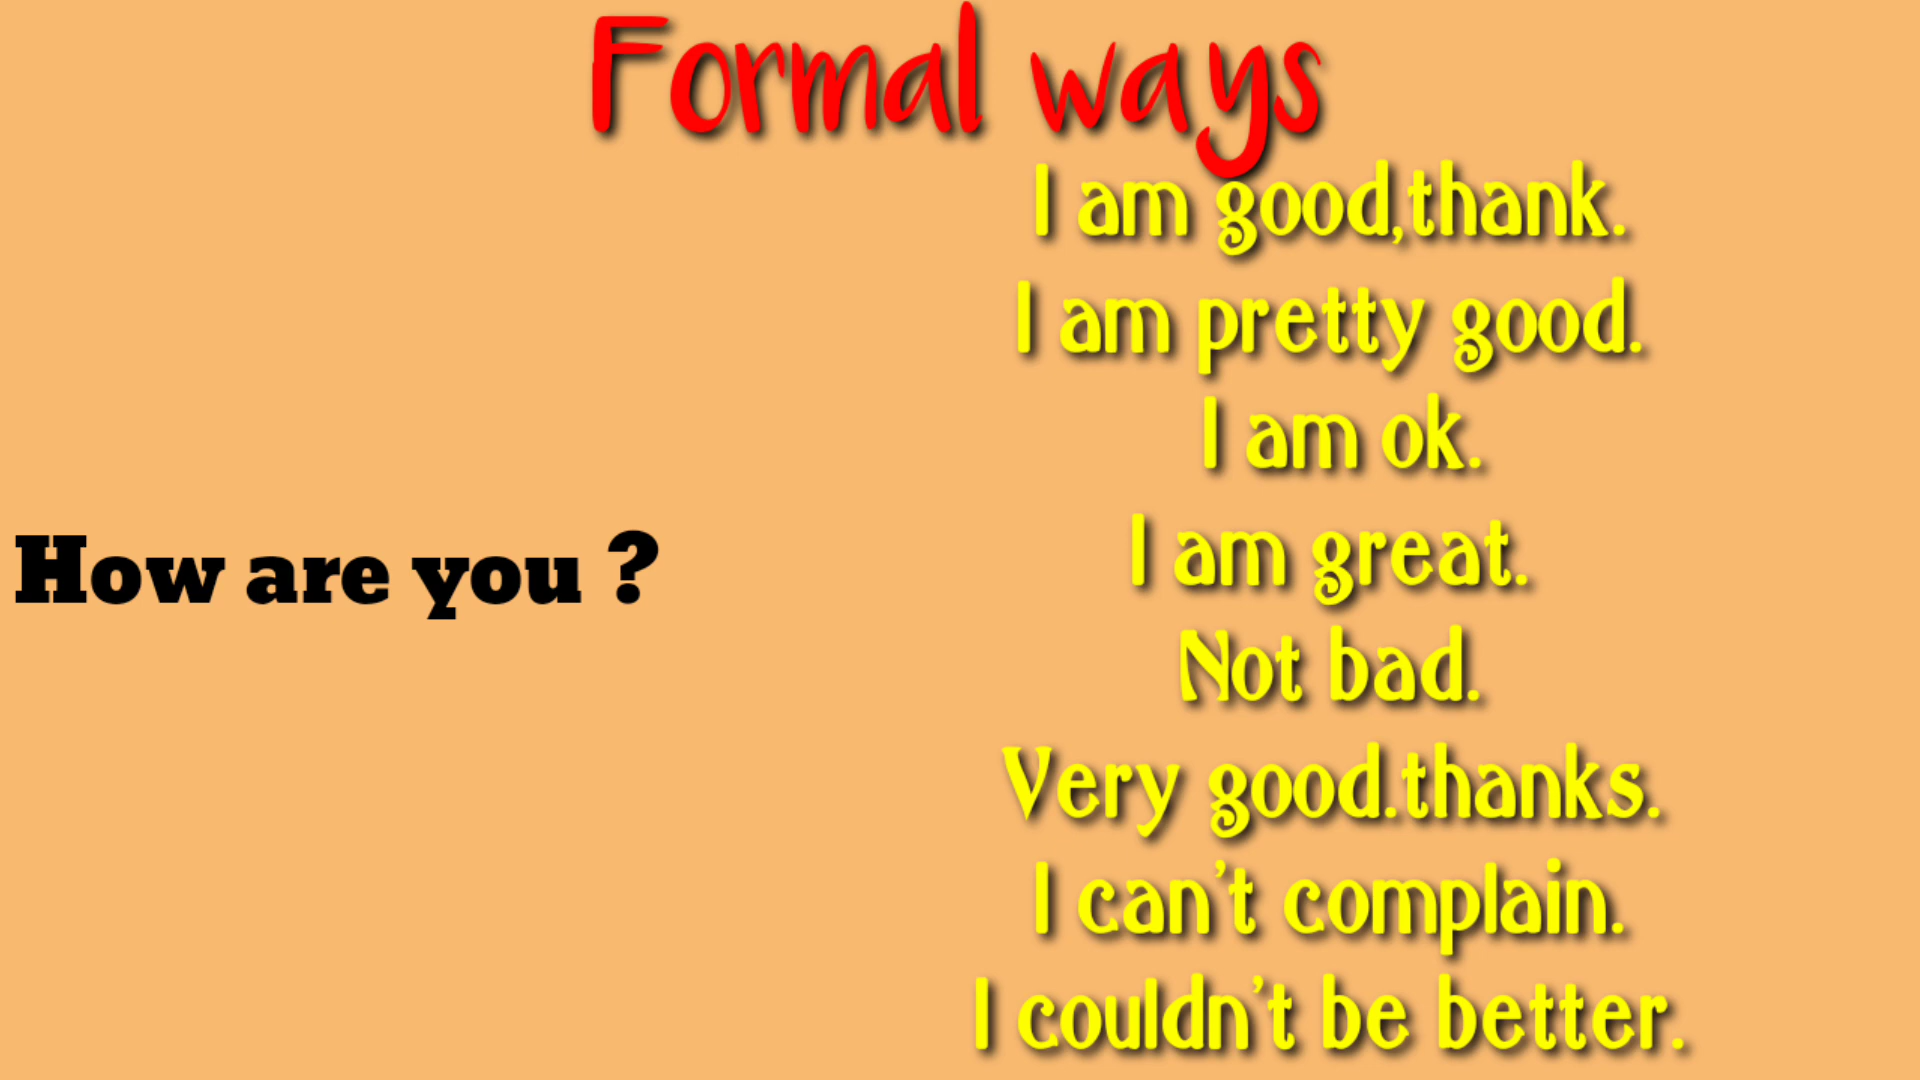 Formal ways
How are you ?
I am good,thank.
I am pretty good.
I am ok.
I am great.
Not bad.
Very good.thanks.
I can't complain.
I couldn't be better.